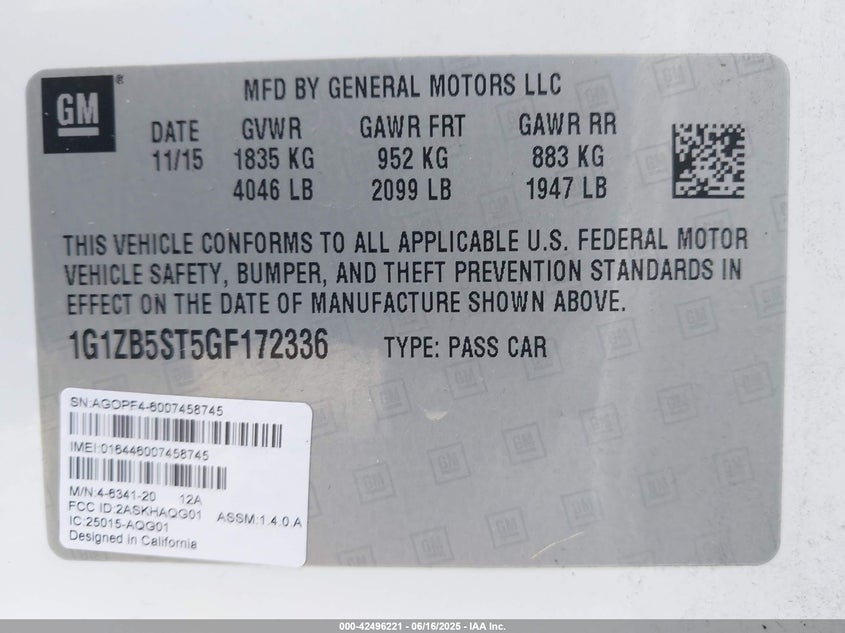 GM
®
MFD BY GENERAL MOTORS LLC
DATE GVWR GAWR FRT GAWR RR
11/15 1835 KG 952 KG 883 KG
4046 LB 2099 LB 1947 LB
THIS VEHICLE CONFORMS TO ALL APPLICABLE U.S. FEDERAL MOTOR
VEHICLE SAFETY, BUMPER, AND THEFT PREVENTION STANDARDS IN
EFFECT ON THE DATE OF MANUFACTURE SHOWN ABOVE.
1G1ZB5ST5GF172336 TYPE: PASS CAR
SN:AGOPF4-6007458745
IMEI:016446007458745
M/N:4-6341-20 12A
FCC ID:2ASKHAQG01 ASSM:1.4.0.A
IC:25015-AQG01
Designed in California
000-42496221 - 06/16/2025 - IAA Inc.